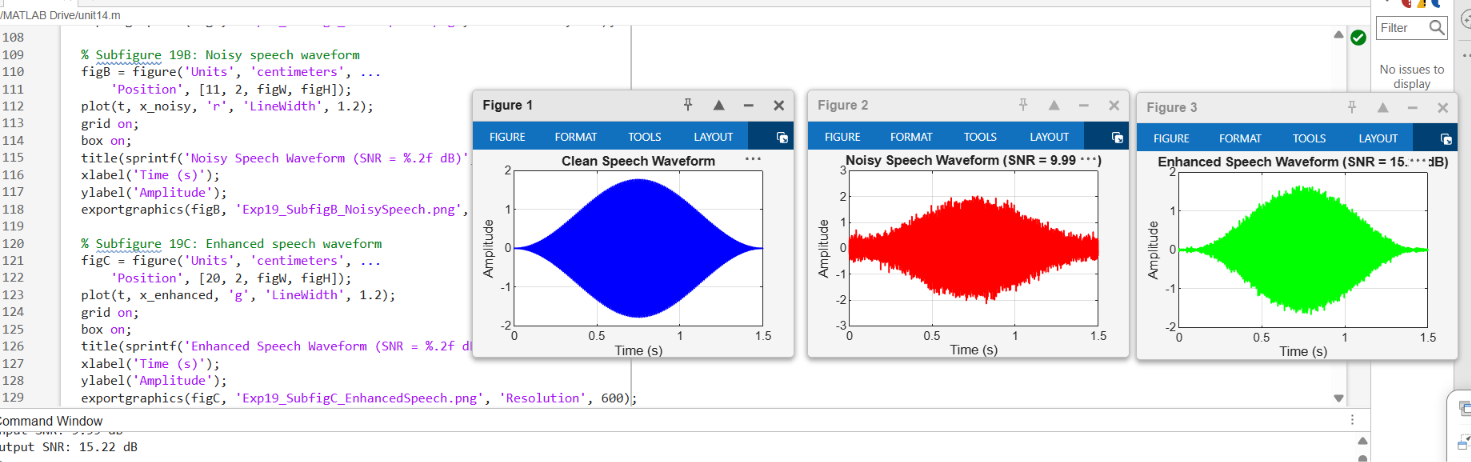 /MATLAB Drive/unit14.m
108
109 % Subfigure 19B: Noisy speech waveform
110 figB = figure('Units', 'centimeters', ...
111 'Position', [11, 2, figW, figH]);
112 plot(t, x_noisy, 'r', 'LineWidth', 1.2);
113 grid on;
114 box on;
115 title(sprintf('Noisy Speech Waveform (SNR = %.2f dB)'
116 xlabel('Time (s)');
117 ylabel('Amplitude');
118 exportgraphics(figB, 'Exp19_SubfigB_NoisySpeech.png',
119
120 % Subfigure 19C: Enhanced speech waveform
121 figC = figure('Units', 'centimeters', ...
122 'Position', [20, 2, figW, figH]);
123 plot(t, x_enhanced, 'g', 'LineWidth', 1.2);
124 grid on;
125 box on;
126 title(sprintf('Enhanced Speech Waveform (SNR = %.2f d
127 xlabel('Time (s)');
128 ylabel('Amplitude');
129 exportgraphics(figC, 'Exp19_SubfigC_EnhancedSpeech.png', 'Resolution', 600);
Figure 1
FIGURE FORMAT TOOLS LAYOUT
Clean Speech Waveform ...
Amplitude
2
1
0
-1
-2
0 0.5 1 1.5
Time (s)
Figure 2
FIGURE FORMAT TOOLS LAYOUT
Noisy Speech Waveform (SNR = 9.99 ... )
Amplitude
3
2
1
0
-1
-2
-3
0 0.5 1 1.5
Time (s)
Figure 3
FIGURE FORMAT TOOLS LAYOUT
Enhanced Speech Waveform (SNR = 15. ... dB)
Amplitude
2
1
0
-1
-2
0 0.5 1 1.5
Time (s)
Filter
No issues to
display
ommand Window
utput SNR: 15.22 dB